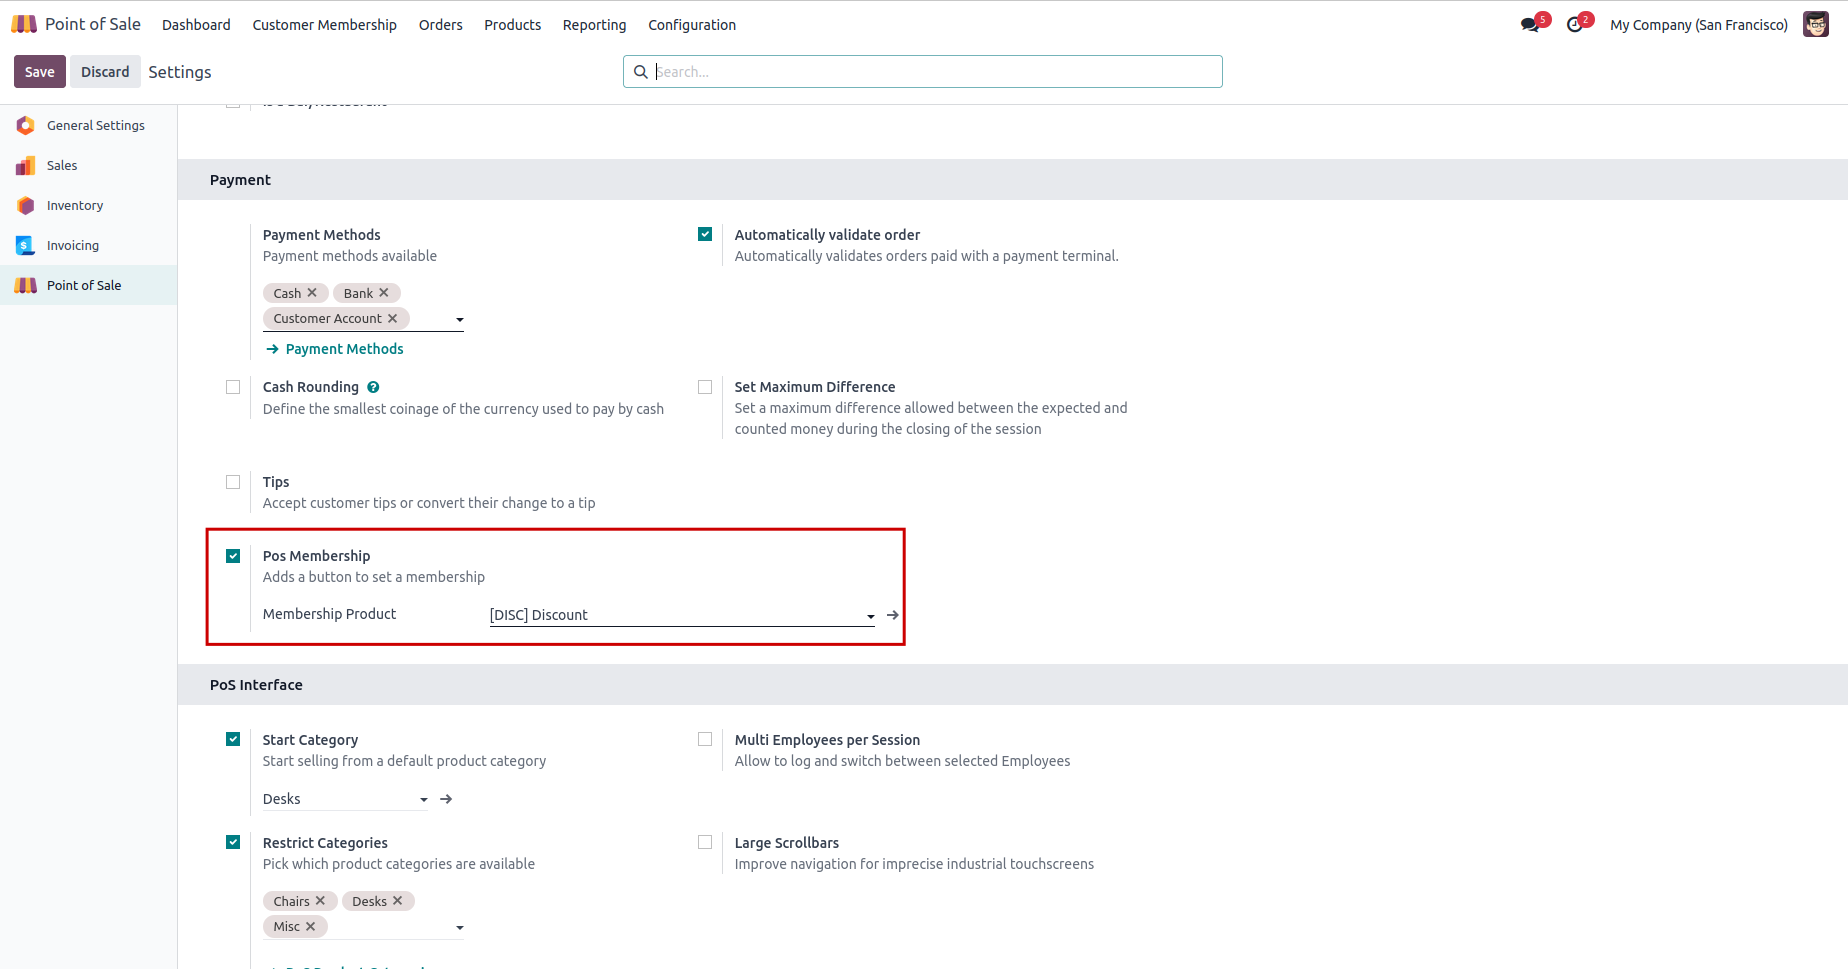 Point of Sale Dashboard Customer Membership Orders Products Reporting Configuration 5 2 My Company (San Francisco)
Save Discard Settings Search...
General Settings
Sales
Inventory
Invoicing
Point of Sale
Payment
Payment Methods
Payment methods available
Cash Bank
Customer Account
Payment Methods
Automatically validate order
Automatically validates orders paid with a payment terminal.
Cash Rounding ?
Define the smallest coinage of the currency used to pay by cash
Set Maximum Difference
Set a maximum difference allowed between the expected and
counted money during the closing of the session
Tips
Accept customer tips or convert their change to a tip
Pos Membership
Adds a button to set a membership
Membership Product [DISC] Discount
PoS Interface
Start Category
Start selling from a default product category
Desks
Multi Employees per Session
Allow to log and switch between selected Employees
Restrict Categories
Pick which product categories are available
Chairs Desks
Misc
Large Scrollbars
Improve navigation for imprecise industrial touchscreens